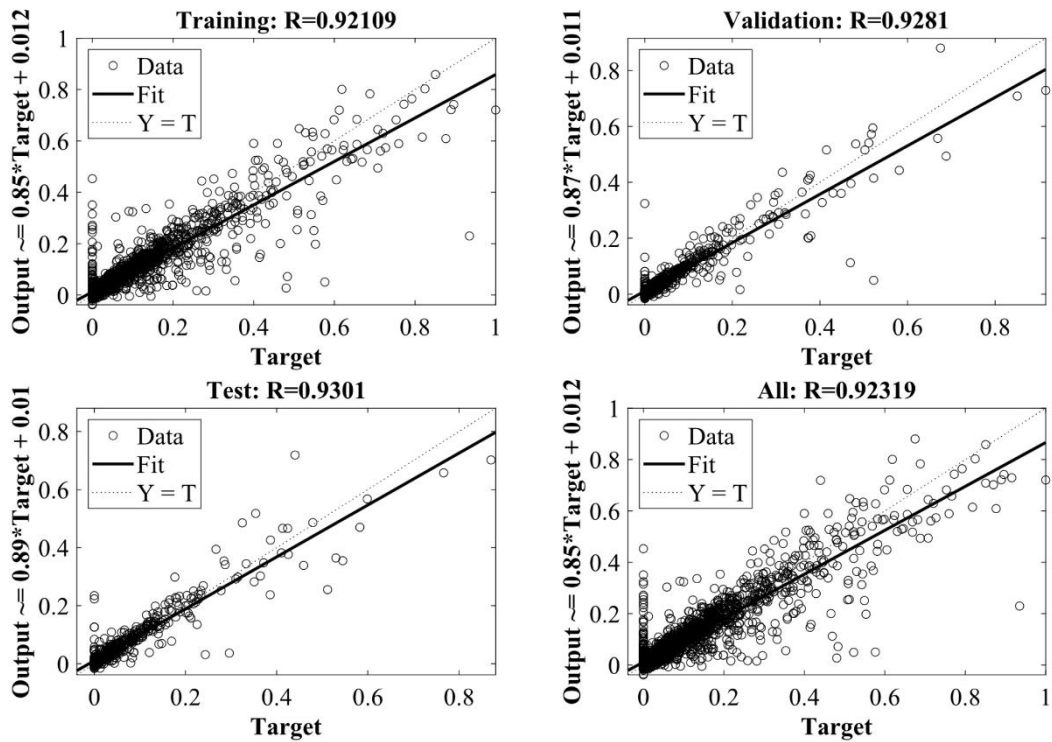 Training: R=0.92109
Output ~= 0.85*Target + 0.012
1
0.8
0.6
0.4
0.2
0
Data
Fit
Y = T
0
0.2
0.4
0.6
0.8
1
Target
Validation: R=0.9281
Output ~= 0.87*Target + 0.011
0.8
0.6
0.4
0.2
0
Data
Fit
Y = T
0
0.2
0.4
0.6
0.8
Target
Test: R=0.9301
Output ~= 0.89*Target + 0.01
0.8
0.6
0.4
0.2
0
Data
Fit
Y = T
0
0.2
0.4
0.6
0.8
Target
All: R=0.92319
Output ~= 0.85*Target + 0.012
1
0.8
0.6
0.4
0.2
0
Data
Fit
Y = T
0
0.2
0.4
0.6
0.8
1
Target